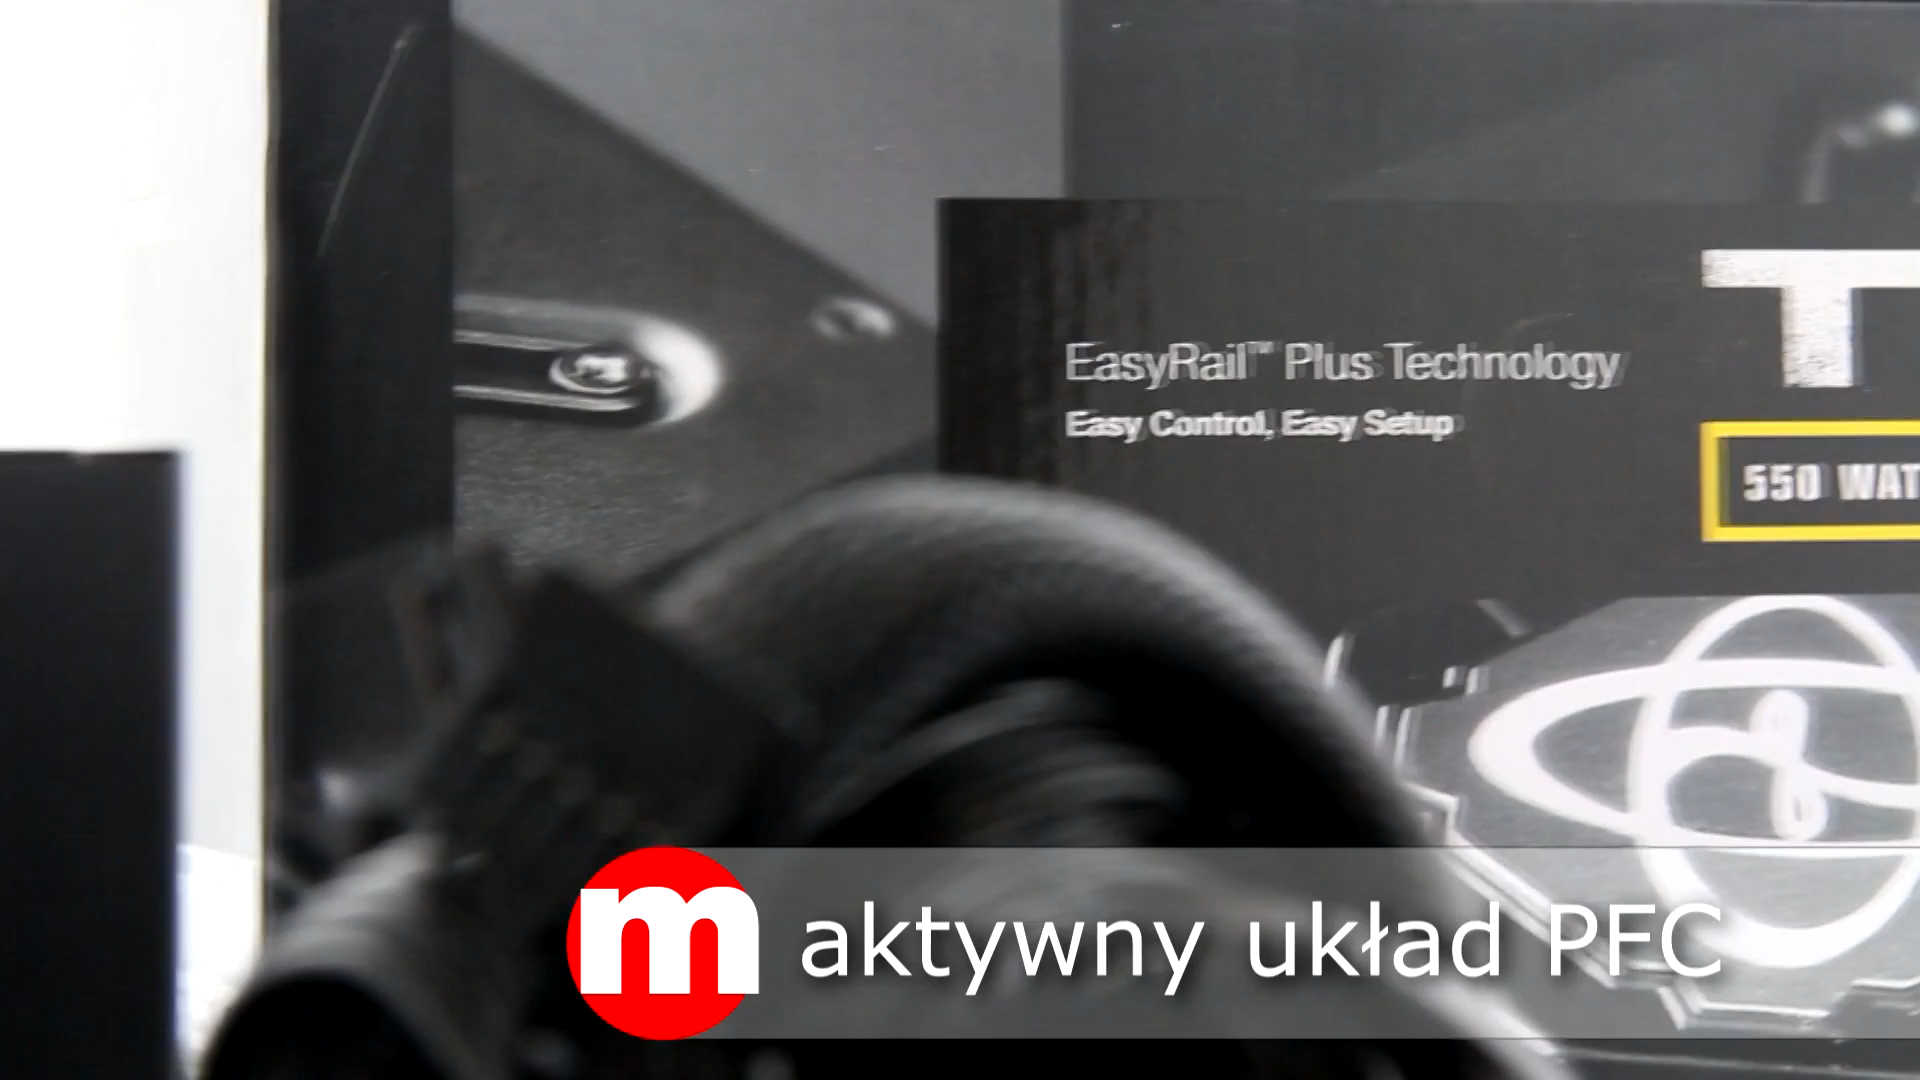 EasyRail™ Plus Technology
Easy Control, Easy Setup
T
550 WAT
m aktywny układ PFC